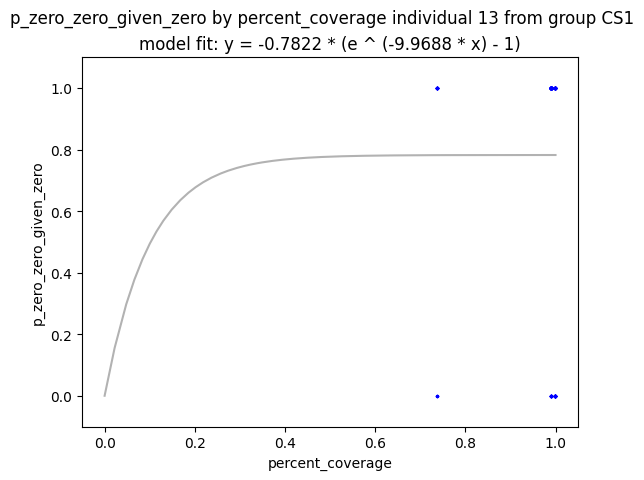 p_zero_zero_given_zero by percent_coverage individual 13 from group CS1
model fit: y = -0.7822 * (e ^ (-9.9688 * x) - 1)
1.0
0.8
0.6
0.4
0.2
0.0
p_zero_zero_given_zero
0.0 0.2 0.4 0.6 0.8 1.0
percent_coverage